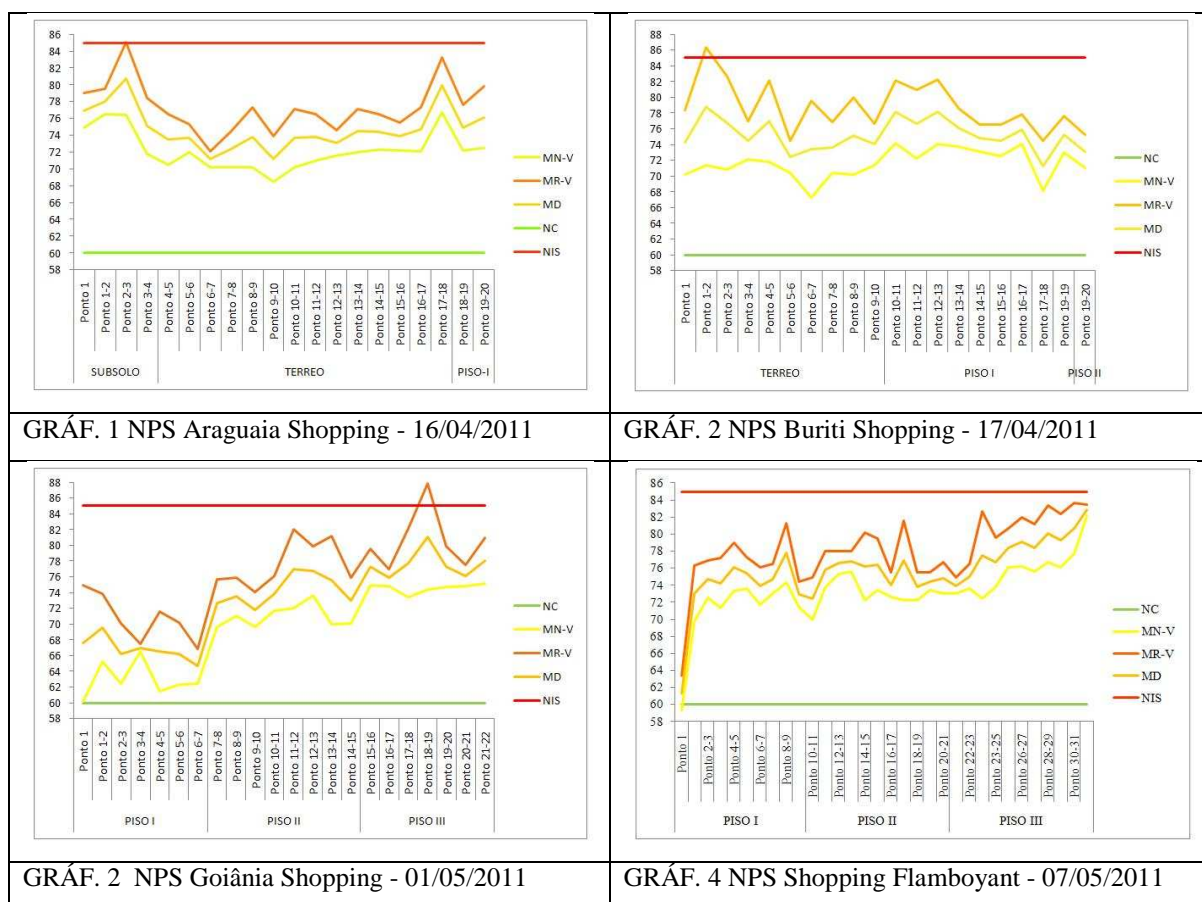 86
84
82
80
78
76
74
72
70
68
66
64
62
60
58
Ponto 1
Ponto 1-2
Ponto 2-3
Ponto 3-4
Ponto 4-5
Ponto 5-6
Ponto 6-7
Ponto 7-8
Ponto 8-9
Ponto 9-10
Ponto 10-11
Ponto 11-12
Ponto 12-13
Ponto 13-14
Ponto 14-15
Ponto 15-16
Ponto 16-17
Ponto 17-18
Ponto 18-19
Ponto 19-20
SUBSOLO TERREO PISO-I
MN-V
MR-V
MD
NC
NIS
GRÁF. 1 NPS Araguaia Shopping - 16/04/2011
88
86
84
82
80
78
76
74
72
70
68
66
64
62
60
58
Ponto 1
Ponto 1-2
Ponto 2-3
Ponto 3-4
Ponto 4-5
Ponto 5-6
Ponto 6-7
Ponto 7-8
Ponto 8-9
Ponto 9-10
Ponto 10-11
Ponto 11-12
Ponto 12-13
Ponto 13-14
Ponto 14-15
Ponto 15-16
Ponto 16-17
Ponto 17-18
Ponto 19-19
Ponto 19-20
TERREO PISO I PISO II
NC
MN-V
MR-V
MD
NIS
GRÁF. 2 NPS Buriti Shopping - 17/04/2011
88
86
84
82
80
78
76
74
72
70
68
66
64
62
60
58
Ponto 1
Ponto 1-2
Ponto 2-3
Ponto 3-4
Ponto 4-5
Ponto 5-6
Ponto 6-7
Ponto 7-8
Ponto 8-9
Ponto 9-10
Ponto 10-11
Ponto 11-12
Ponto 12-13
Ponto 13-14
Ponto 14-15
Ponto 15-16
Ponto 16-17
Ponto 17-18
Ponto 18-19
Ponto 19-20
Ponto 20-21
Ponto 21-22
PISO I PISO II PISO III
NC
MN-V
MR-V
MD
NIS
GRÁF. 2 NPS Goiânia Shopping - 01/05/2011
86
84
82
80
78
76
74
72
70
68
66
64
62
60
58
Ponto 1
Ponto 2-3
Ponto 4-5
Ponto 6-7
Ponto 8-9
Ponto 10-11
Ponto 12-13
Ponto 14-15
Ponto 16-17
Ponto 18-19
Ponto 20-21
Ponto 22-23
Ponto 23-25
Ponto 26-27
Ponto 28-29
Ponto 30-31
PISO I PISO II PISO III
NC
MN-V
MR-V
MD
NIS
GRÁF. 4 NPS Shopping Flamboyant - 07/05/2011